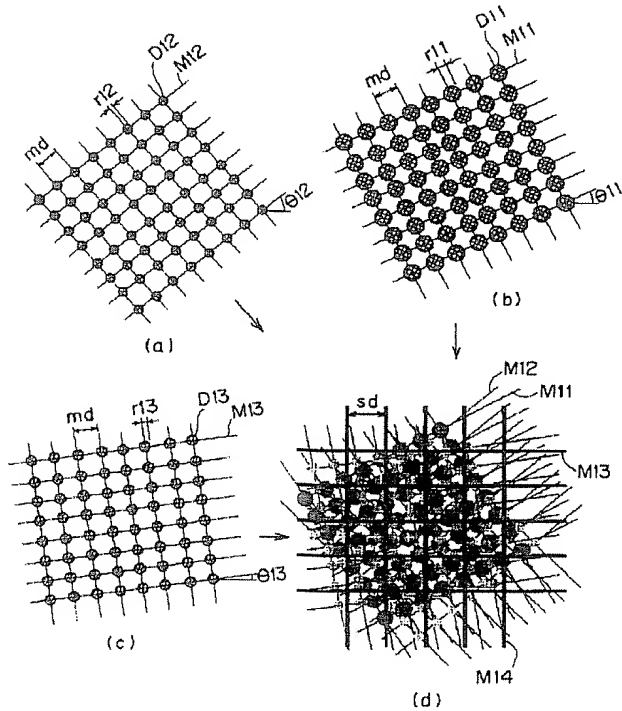 D12
M12
r12
md
θ12
(a)
D11
M11
r11
md
θ11
(b)
D13
M13
r13
md
θ13
(c)
M12
M11
sd
M13
M14
(d)